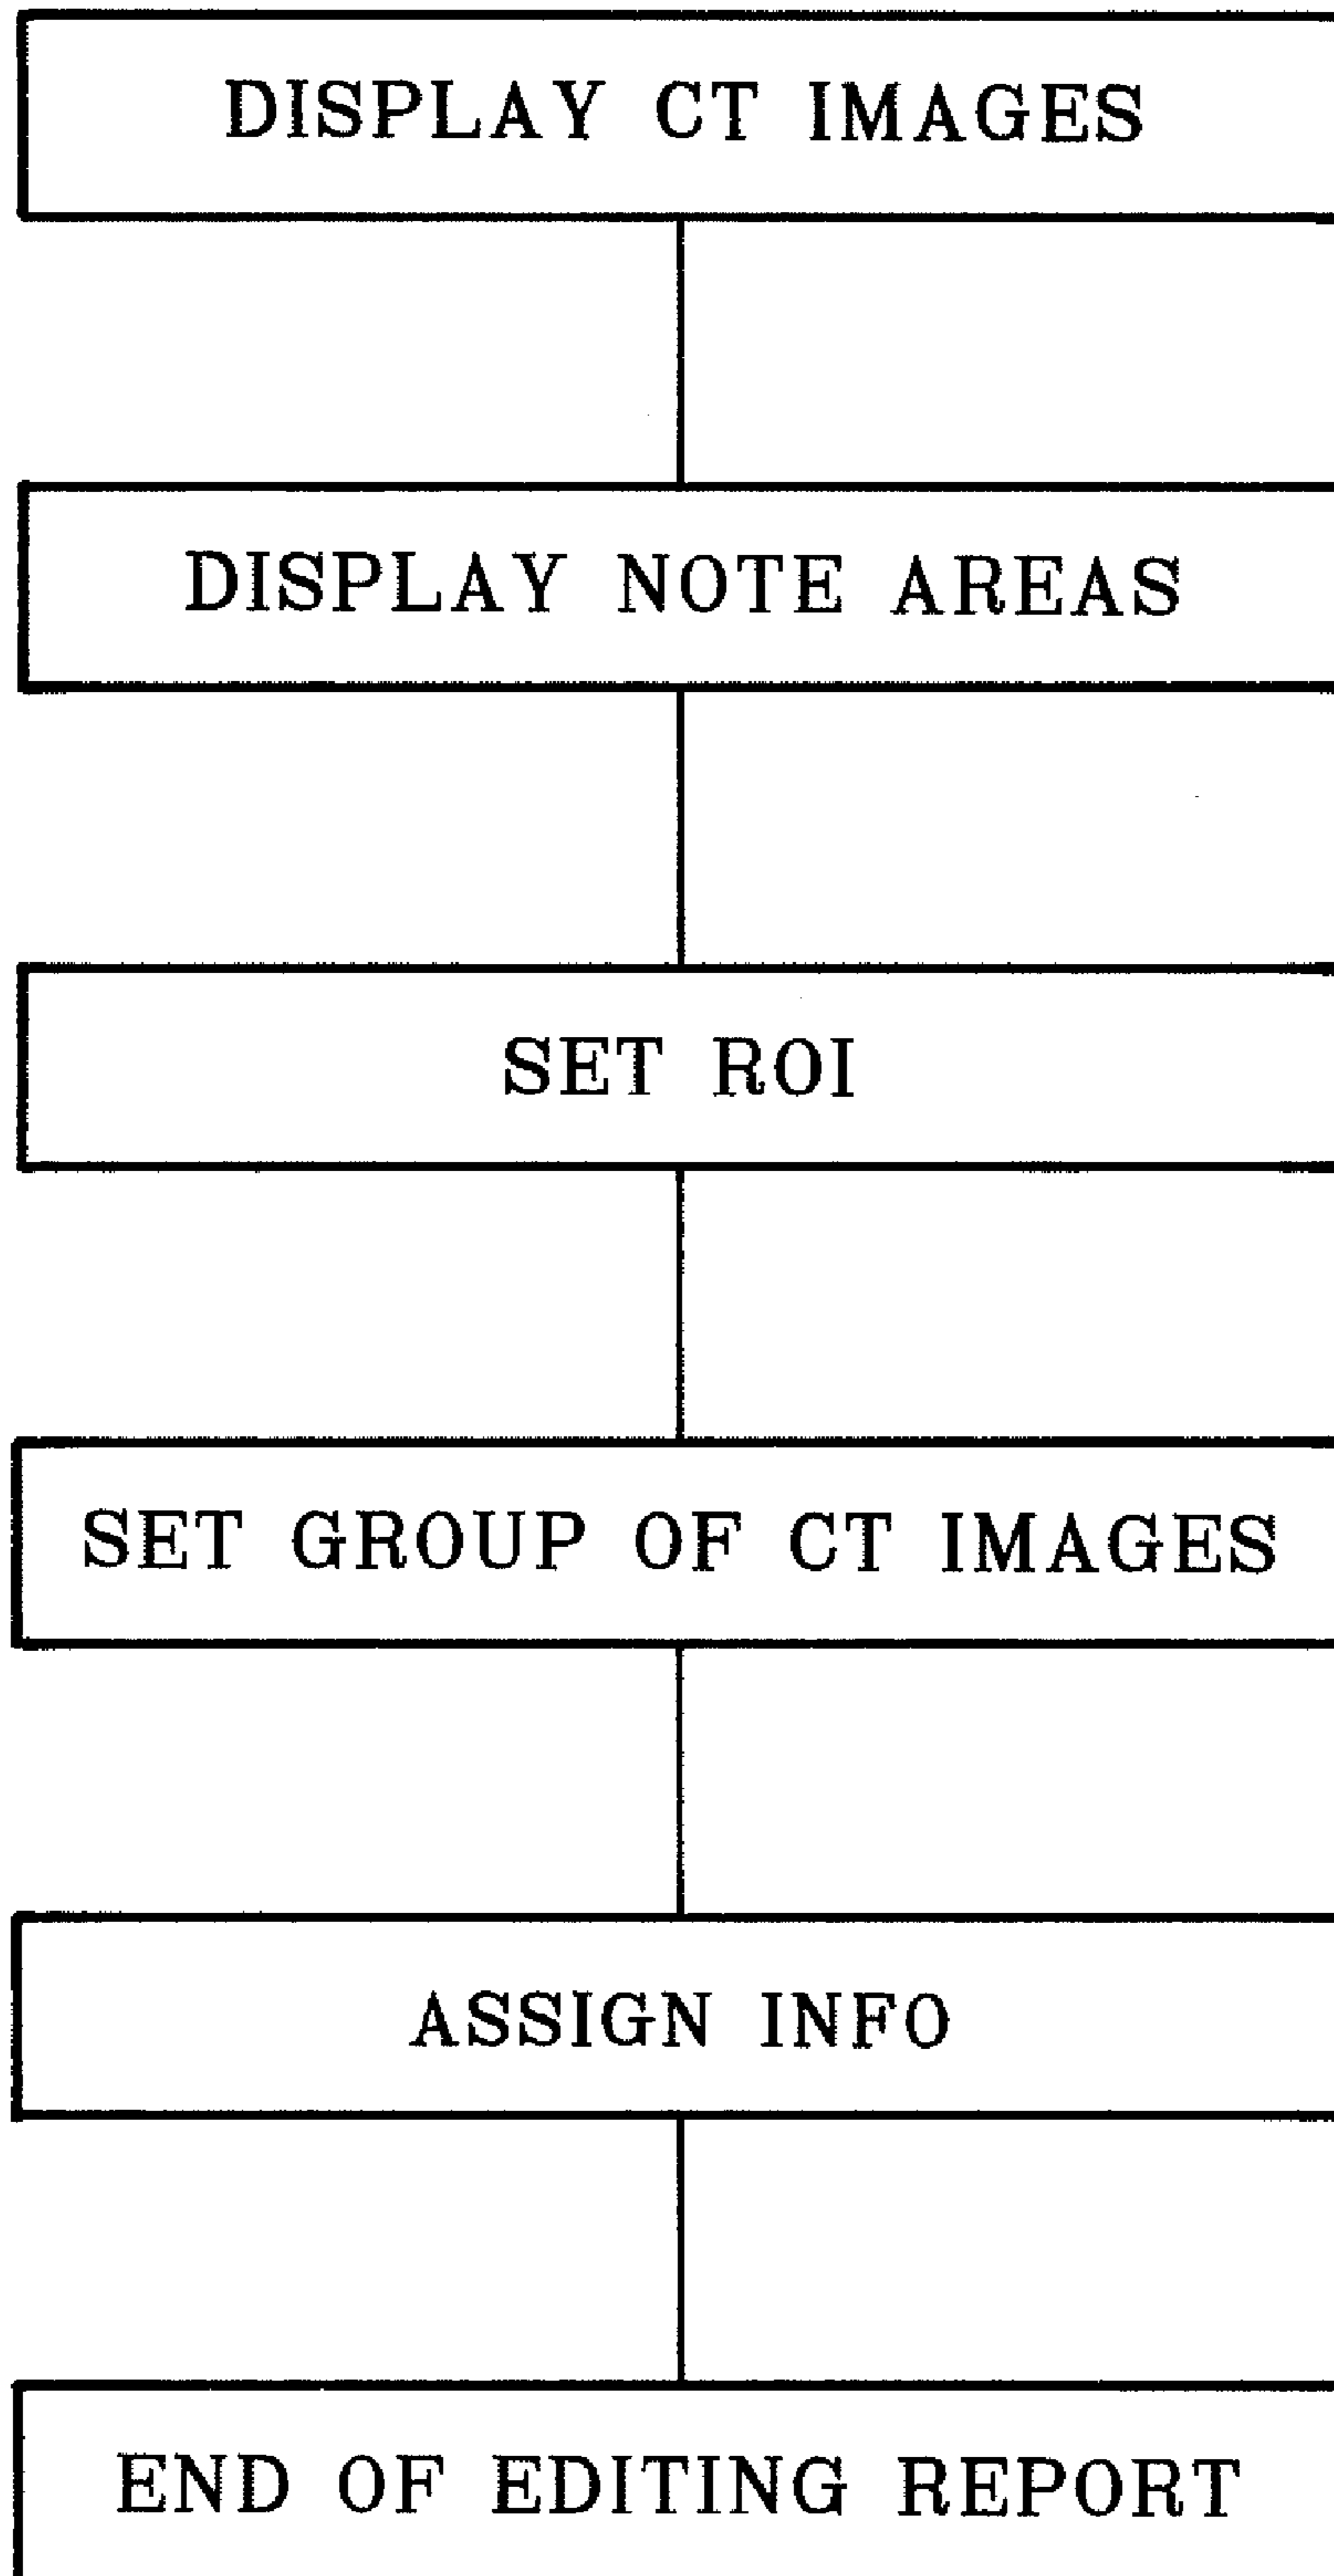 DISPLAY CT IMAGES
DISPLAY NOTE AREAS
SET ROI
SET GROUP OF CT IMAGES
ASSIGN INFO
END OF EDITING REPORT